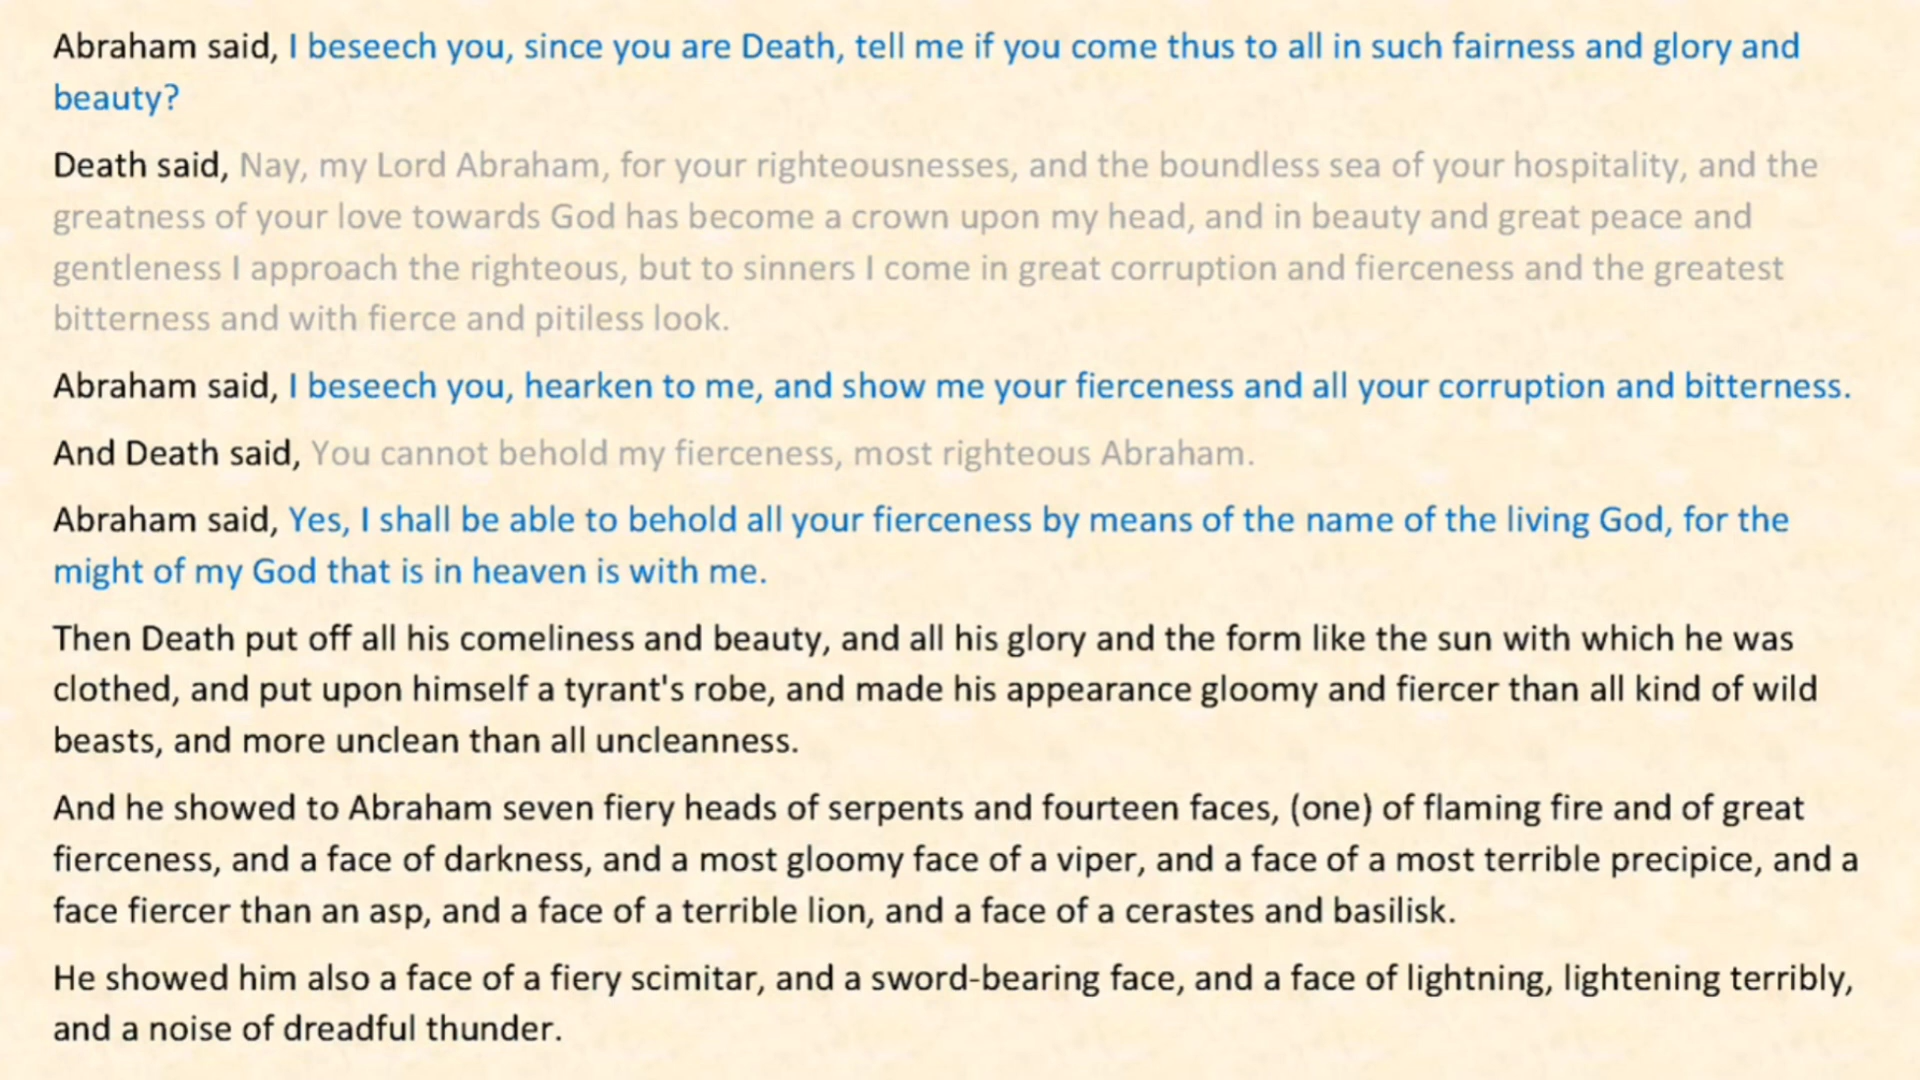 Abraham said, I beseech you, since you are Death, tell me if you come thus to all in such fairness and glory and
beauty?
Death said, Nay, my Lord Abraham, for your righteousnesses, and the boundless sea of your hospitality, and the
greatness of your love towards God has become a crown upon my head, and in beauty and great peace and
gentleness I approach the righteous, but to sinners I come in great corruption and fierceness and the greatest
bitterness and with fierce and pitiless look.
Abraham said, I beseech you, hearken to me, and show me your fierceness and all your corruption and bitterness.
And Death said, You cannot behold my fierceness, most righteous Abraham.
Abraham said, Yes, I shall be able to behold all your fierceness by means of the name of the living God, for the
might of my God that is in heaven is with me.
Then Death put off all his comeliness and beauty, and all his glory and the form like the sun with which he was
clothed, and put upon himself a tyrant's robe, and made his appearance gloomy and fiercer than all kind of wild
beasts, and more unclean than all uncleanness.
And he showed to Abraham seven fiery heads of serpents and fourteen faces, (one) of flaming fire and of great
fierceness, and a face of darkness, and a most gloomy face of a viper, and a face of a most terrible precipice, and a
face fiercer than an asp, and a face of a terrible lion, and a face of a cerastes and basilisk.
He showed him also a face of a fiery scimitar, and a sword-bearing face, and a face of lightning, lightening terribly,
and a noise of dreadful thunder.